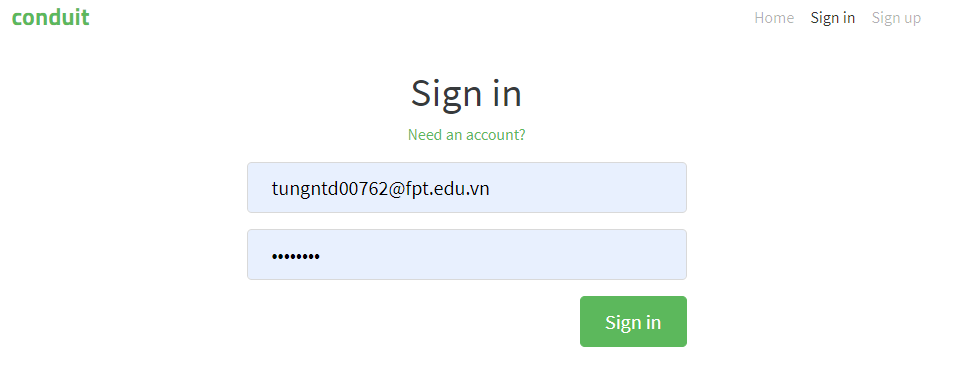 conduit
Home Sign in Sign up
Sign in
Need an account?
tungntd00762@fpt.edu.vn
••••••••
Sign in